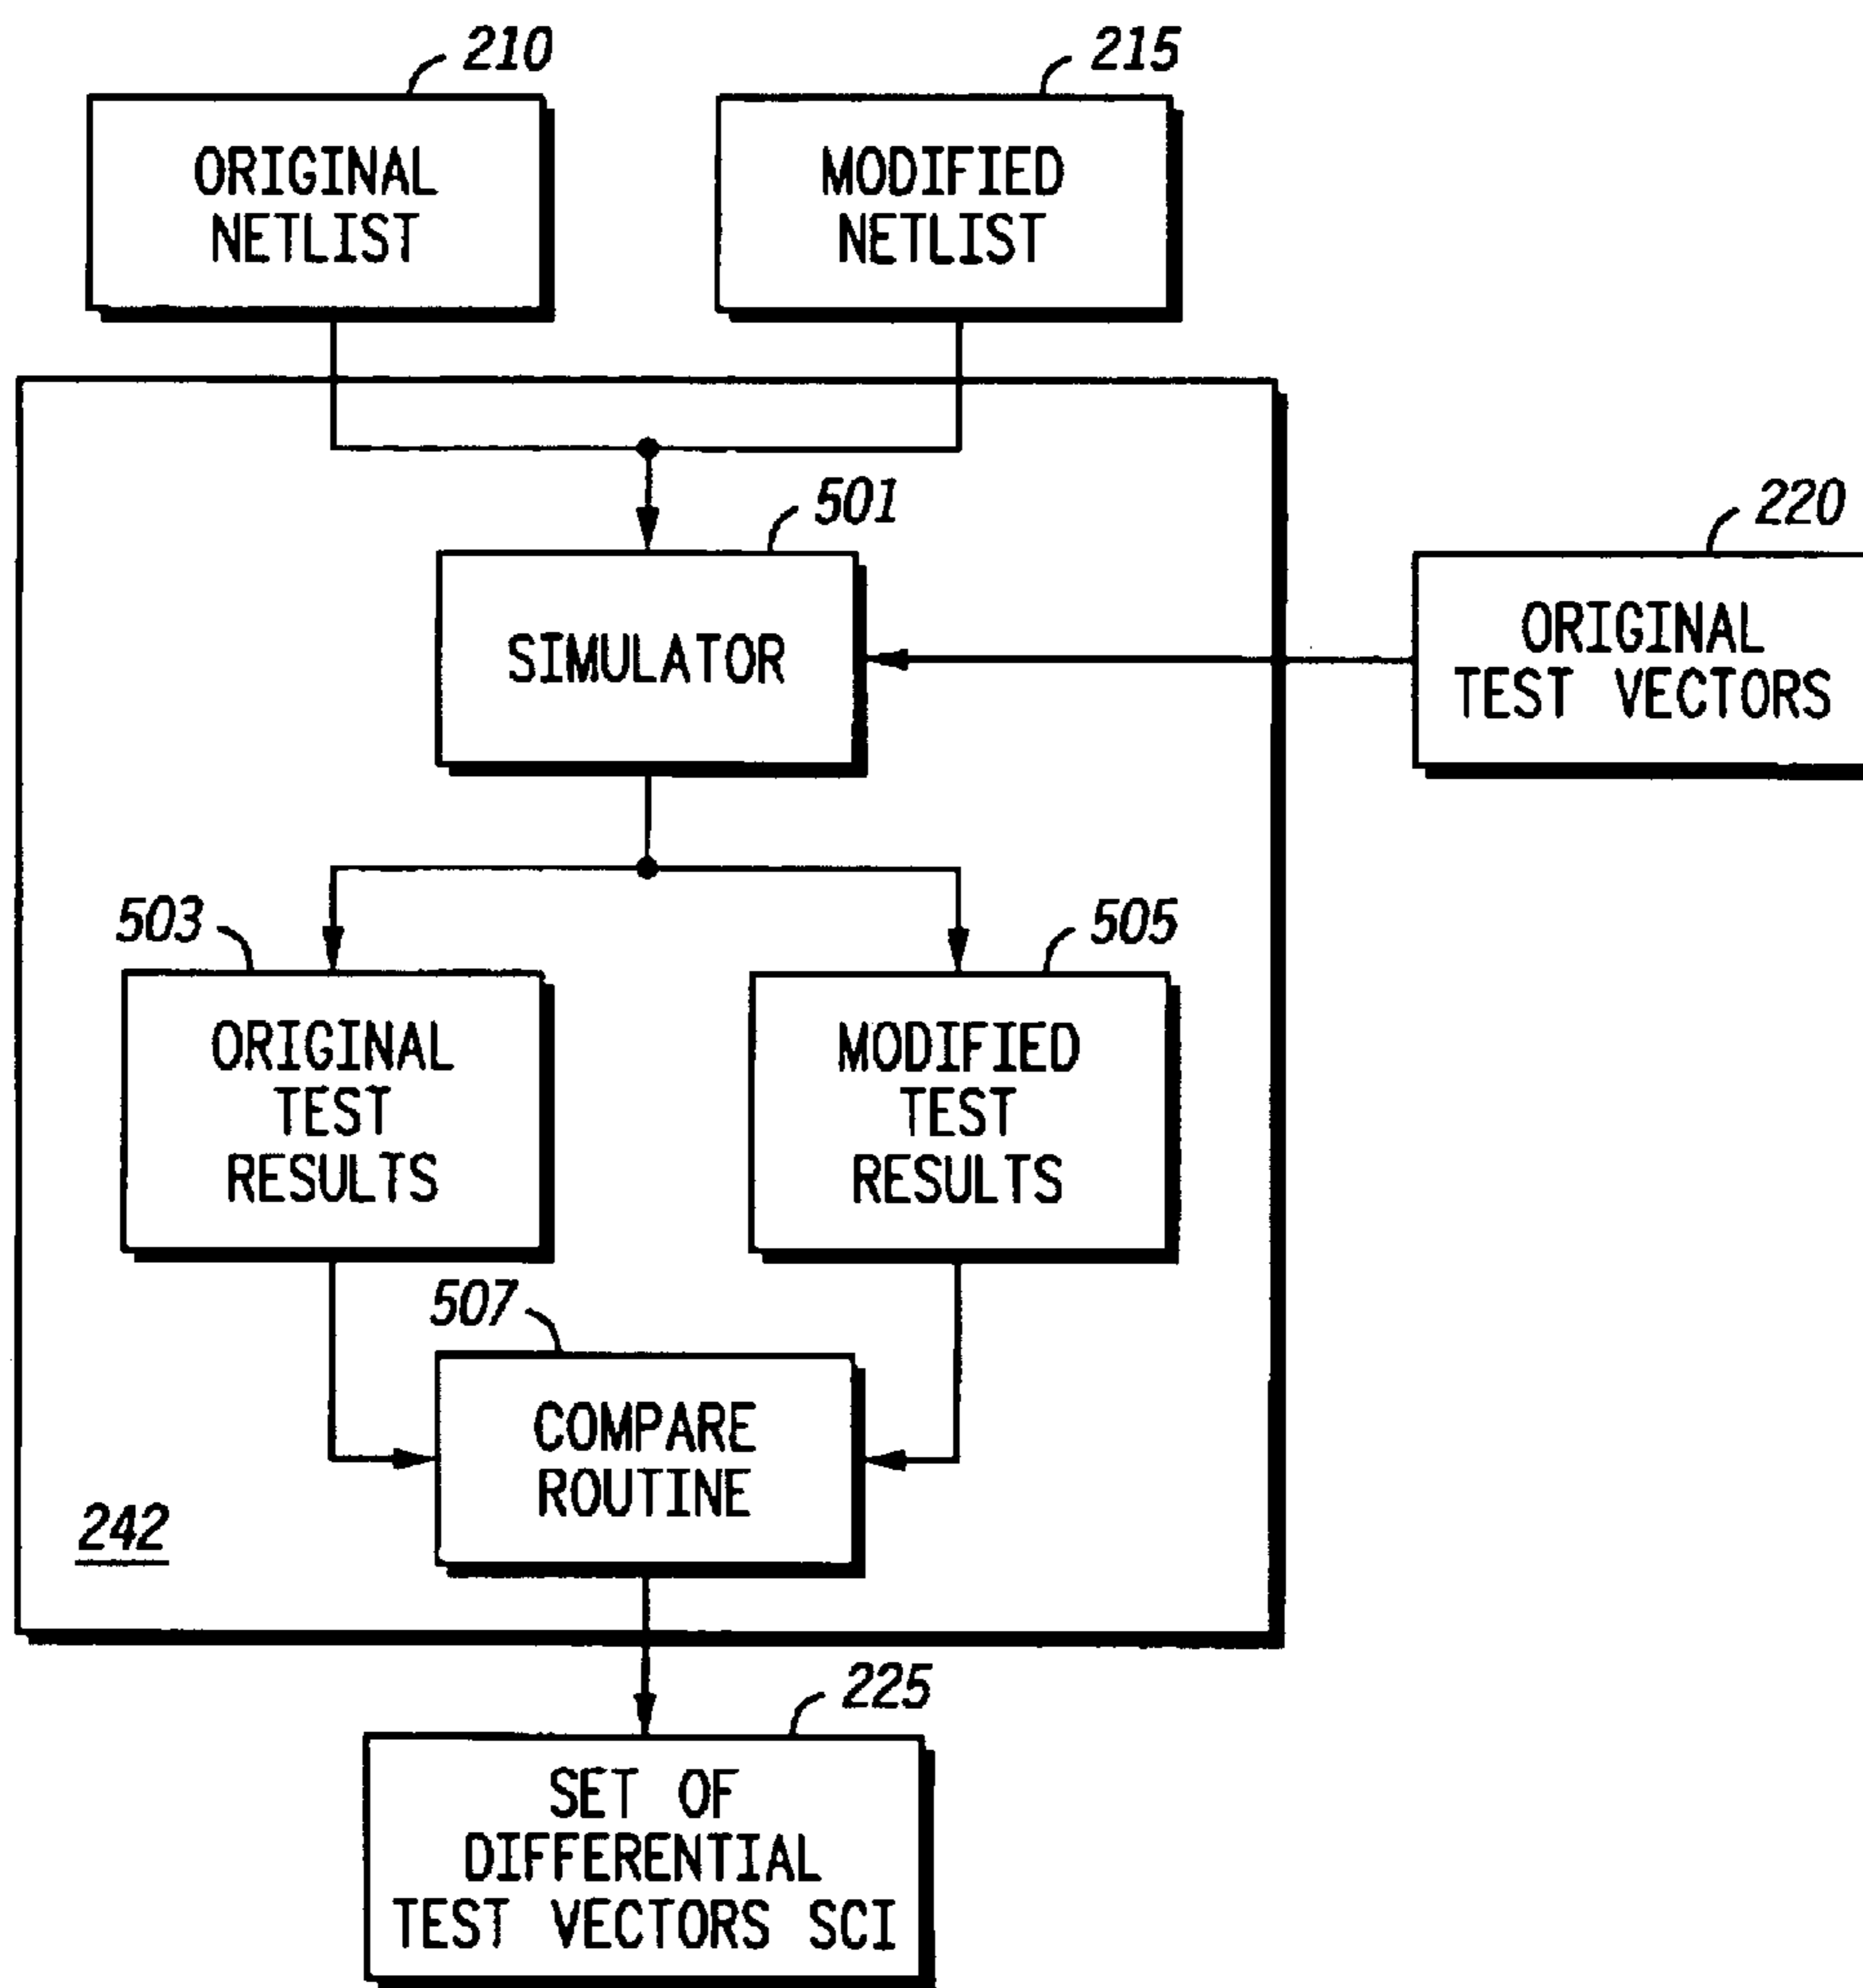 210
215
ORIGINAL
NETLIST
MODIFIED
NETLIST
501
220
SIMULATOR
ORIGINAL
TEST VECTORS
503
505
ORIGINAL
TEST
RESULTS
MODIFIED
TEST
RESULTS
507
COMPARE
ROUTINE
242
225
SET OF
DIFFERENTIAL
TEST VECTORS SCI